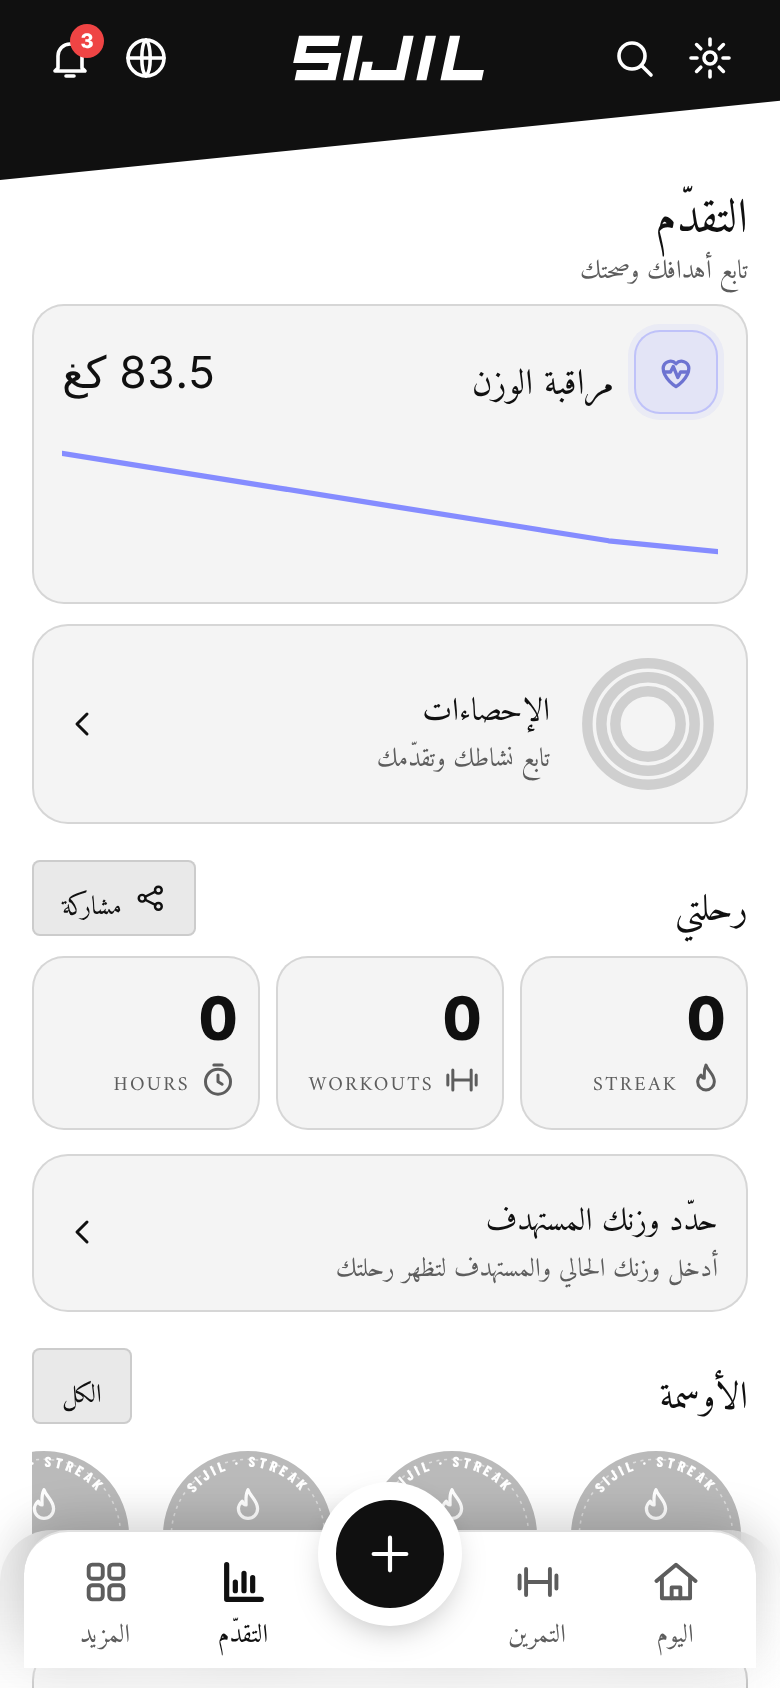 3
SIJIL
التقدّم
تابع أهدافك وصحتك
مراقبة الوزن
83.5 كغ
الإحصاءات
تابع نشاطك وتقدّمك
رحلتي
مشاركة
0
STREAK
0
WORKOUTS
0
HOURS
حدّد وزنك المستهدف
أدخل وزنك الحالي والمستهدف لتظهر رحلتك
الأوسمة
الكل
SIJIL · STREAK
SIJIL · STREAK
SIJIL · STREAK
· STREAK
اليوم
التمرين
التقدّم
المزيد